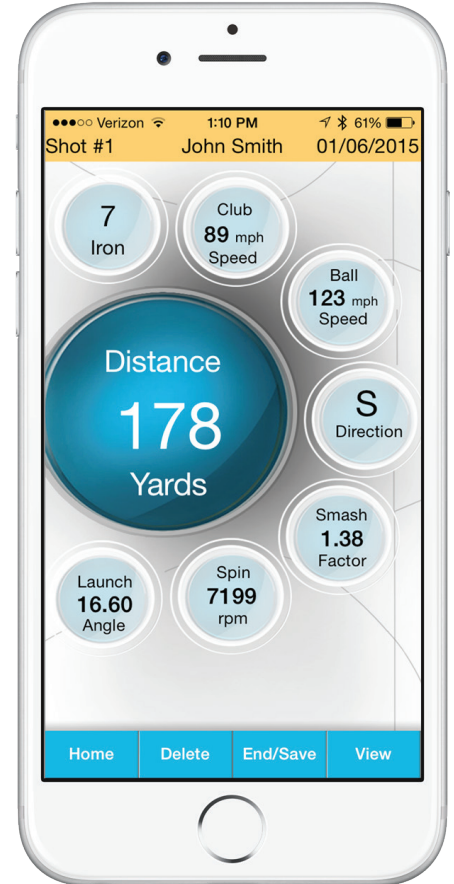 Verizon 1:10 PM 61%
Shot #1 John Smith 01/06/2015
7
Iron
Club
89 mph
Speed
Ball
123 mph
Speed
Distance
178
Yards
S
Direction
Smash
1.38
Factor
Launch
16.60
Angle
Spin
7199
rpm
Home Delete End/Save View